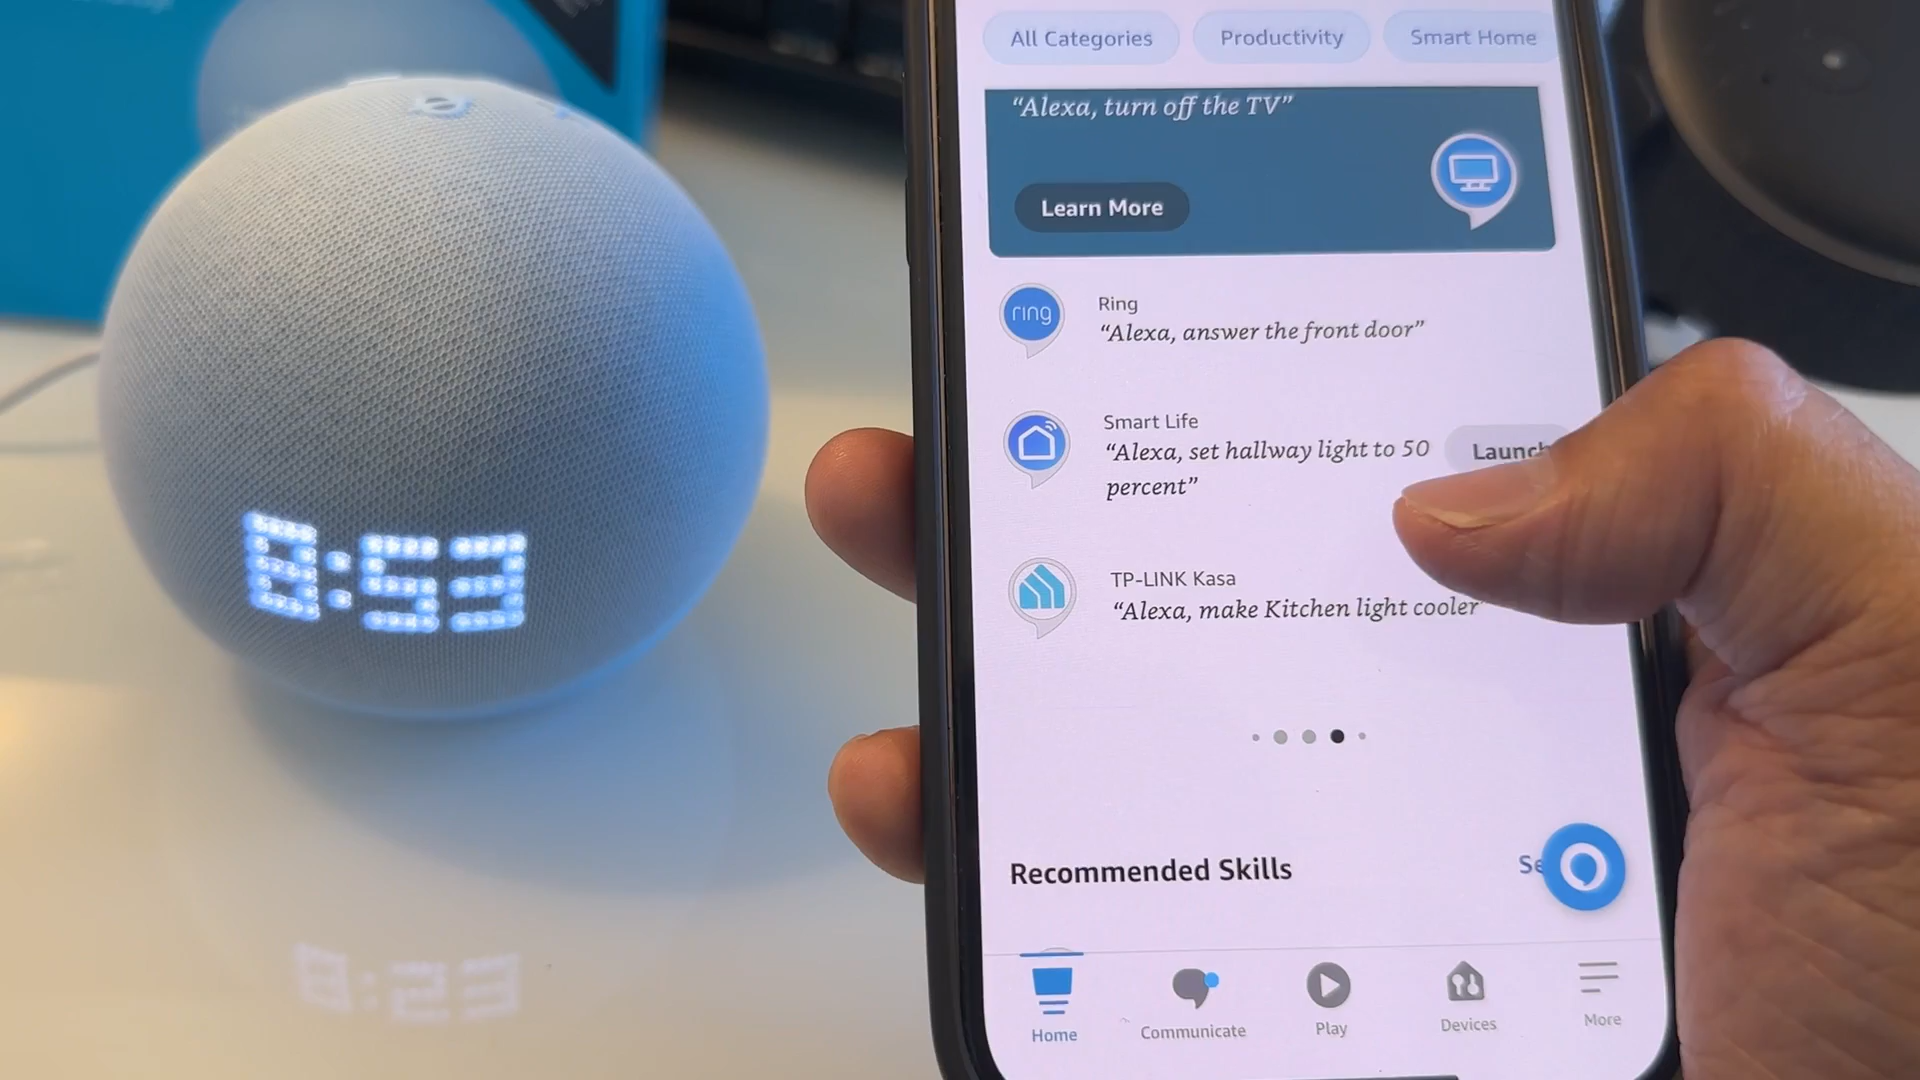 8:53
All Categories
Productivity
Smart Home
“Alexa, turn off the TV”
Learn More
ring
Ring
“Alexa, answer the front door”
Smart Life
“Alexa, set hallway light to 50
percent”
Launch
TP-LINK Kasa
“Alexa, make Kitchen light cooler”
Recommended Skills
Home
Communicate
Play
Devices
More